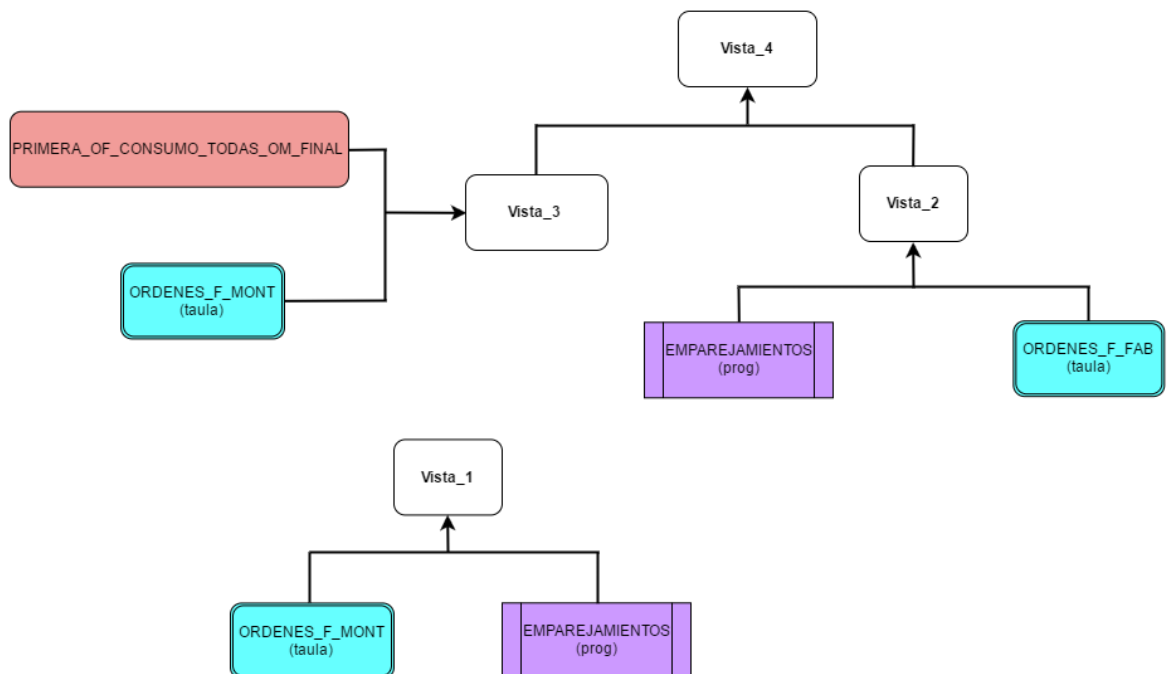 Vista_4
PRIMERA_OF_CONSUMO_TODAS_OM_FINAL
Vista_3
Vista_2
ORDENES_F_MONT
(taula)
EMPAREJAMIENTOS
(prog)
ORDENES_F_FAB
(taula)
Vista_1
ORDENES_F_MONT
(taula)
EMPAREJAMIENTOS
(prog)